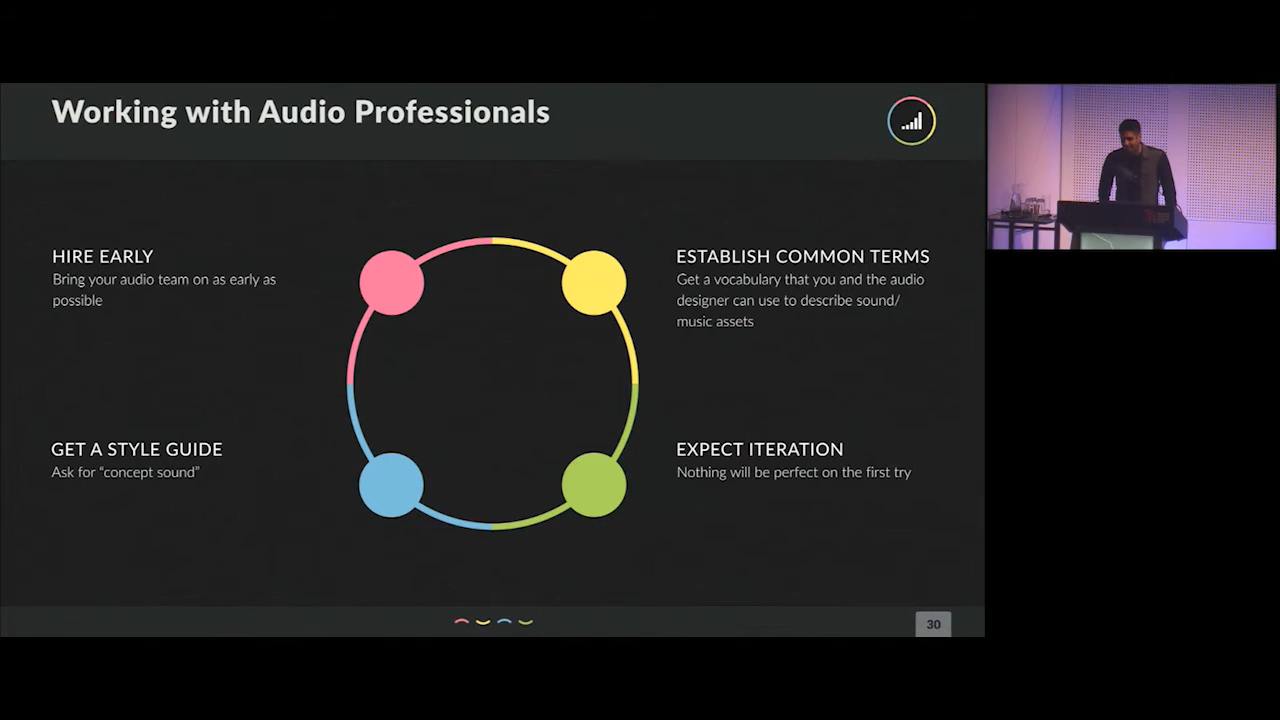 Working with Audio Professionals
HIRE EARLY
Bring your audio team on as early as
possible
ESTABLISH COMMON TERMS
Get a vocabulary that you and the audio
designer can use to describe sound/
music assets
GET A STYLE GUIDE
Ask for “concept sound”
EXPECT ITERATION
Nothing will be perfect on the first try
30